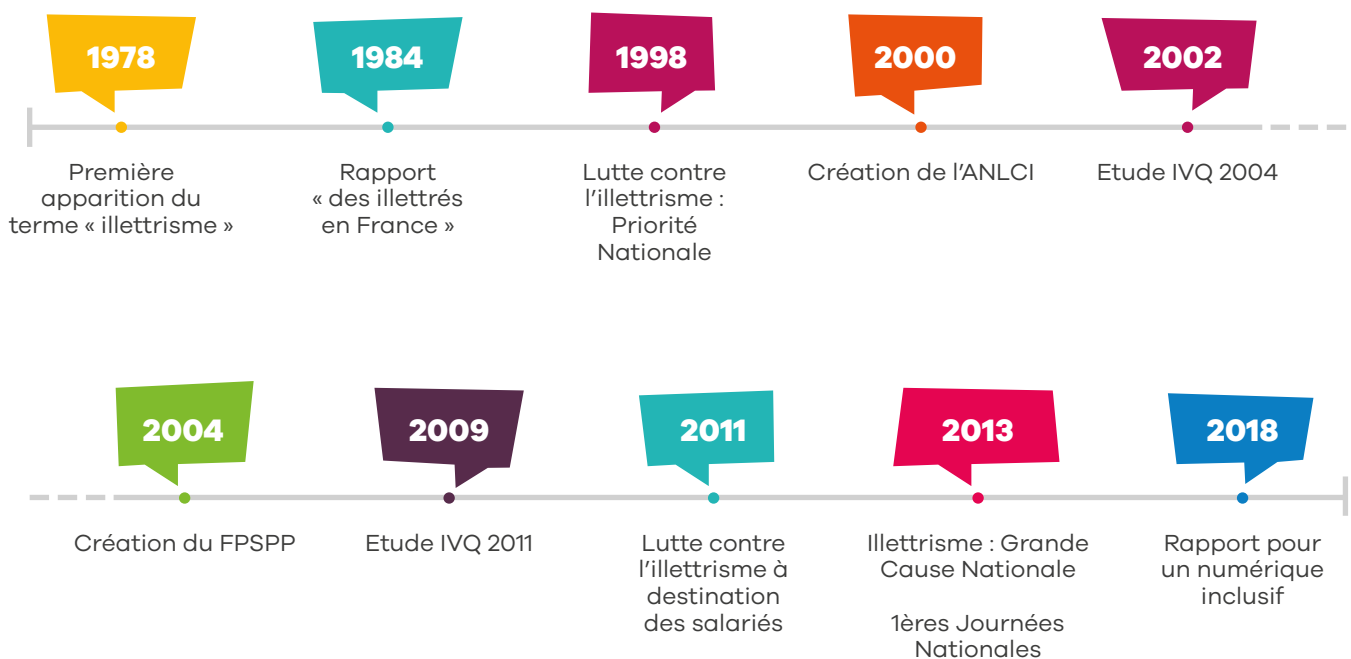 1978
1984
1998
2000
2002
Première
apparition du
terme « illettrisme »
Rapport
« des illettrés
en France »
Lutte contre
l'illettrisme :
Priorité
Nationale
Création de l'ANLCI
Etude IVQ 2004
2004
2009
2011
2013
2018
Création du FPSPP
Etude IVQ 2011
Lutte contre
l'illettrisme à
destination
des salariés
Illettrisme : Grande
Cause Nationale
1ères Journées
Nationales
Rapport pour
un numérique
inclusif